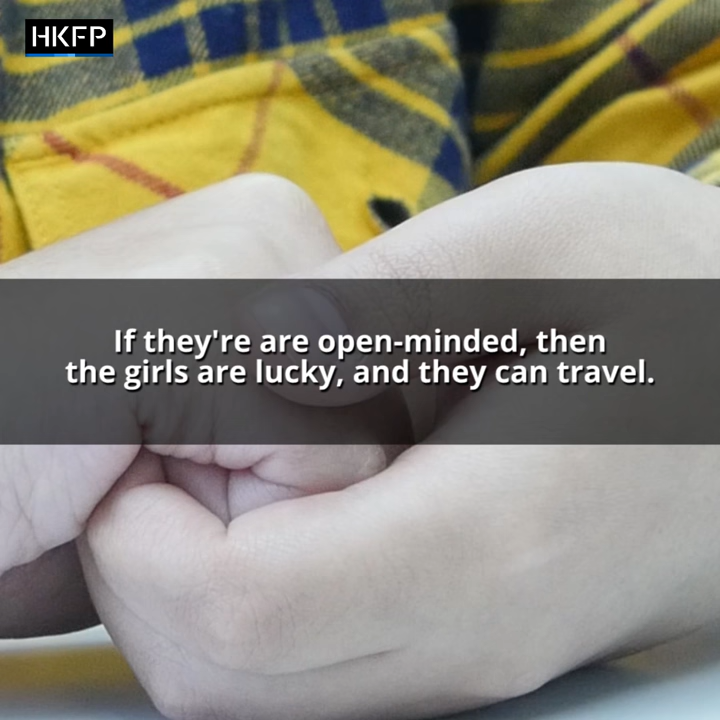 HKFP
If they're are open-minded, then
the girls are lucky, and they can travel.